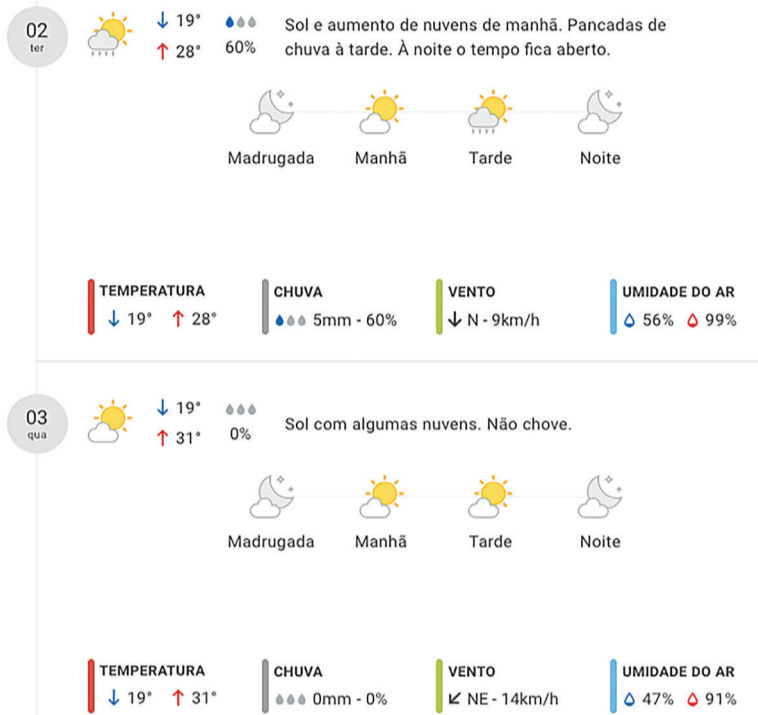 02
ter
19°
28°
60%
Sol e aumento de nuvens de manhã. Pancadas de
chuva à tarde. À noite o tempo fica aberto.
Madrugada Manhã Tarde Noite
TEMPERATURA
19° 28°
CHUVA
5mm - 60%
VENTO
N - 9km/h
UMIDADE DO AR
56% 99%
03
qua
19°
31°
0%
Sol com algumas nuvens. Não chove.
Madrugada Manhã Tarde Noite
TEMPERATURA
19° 31°
CHUVA
0mm - 0%
VENTO
NE - 14km/h
UMIDADE DO AR
47% 91%